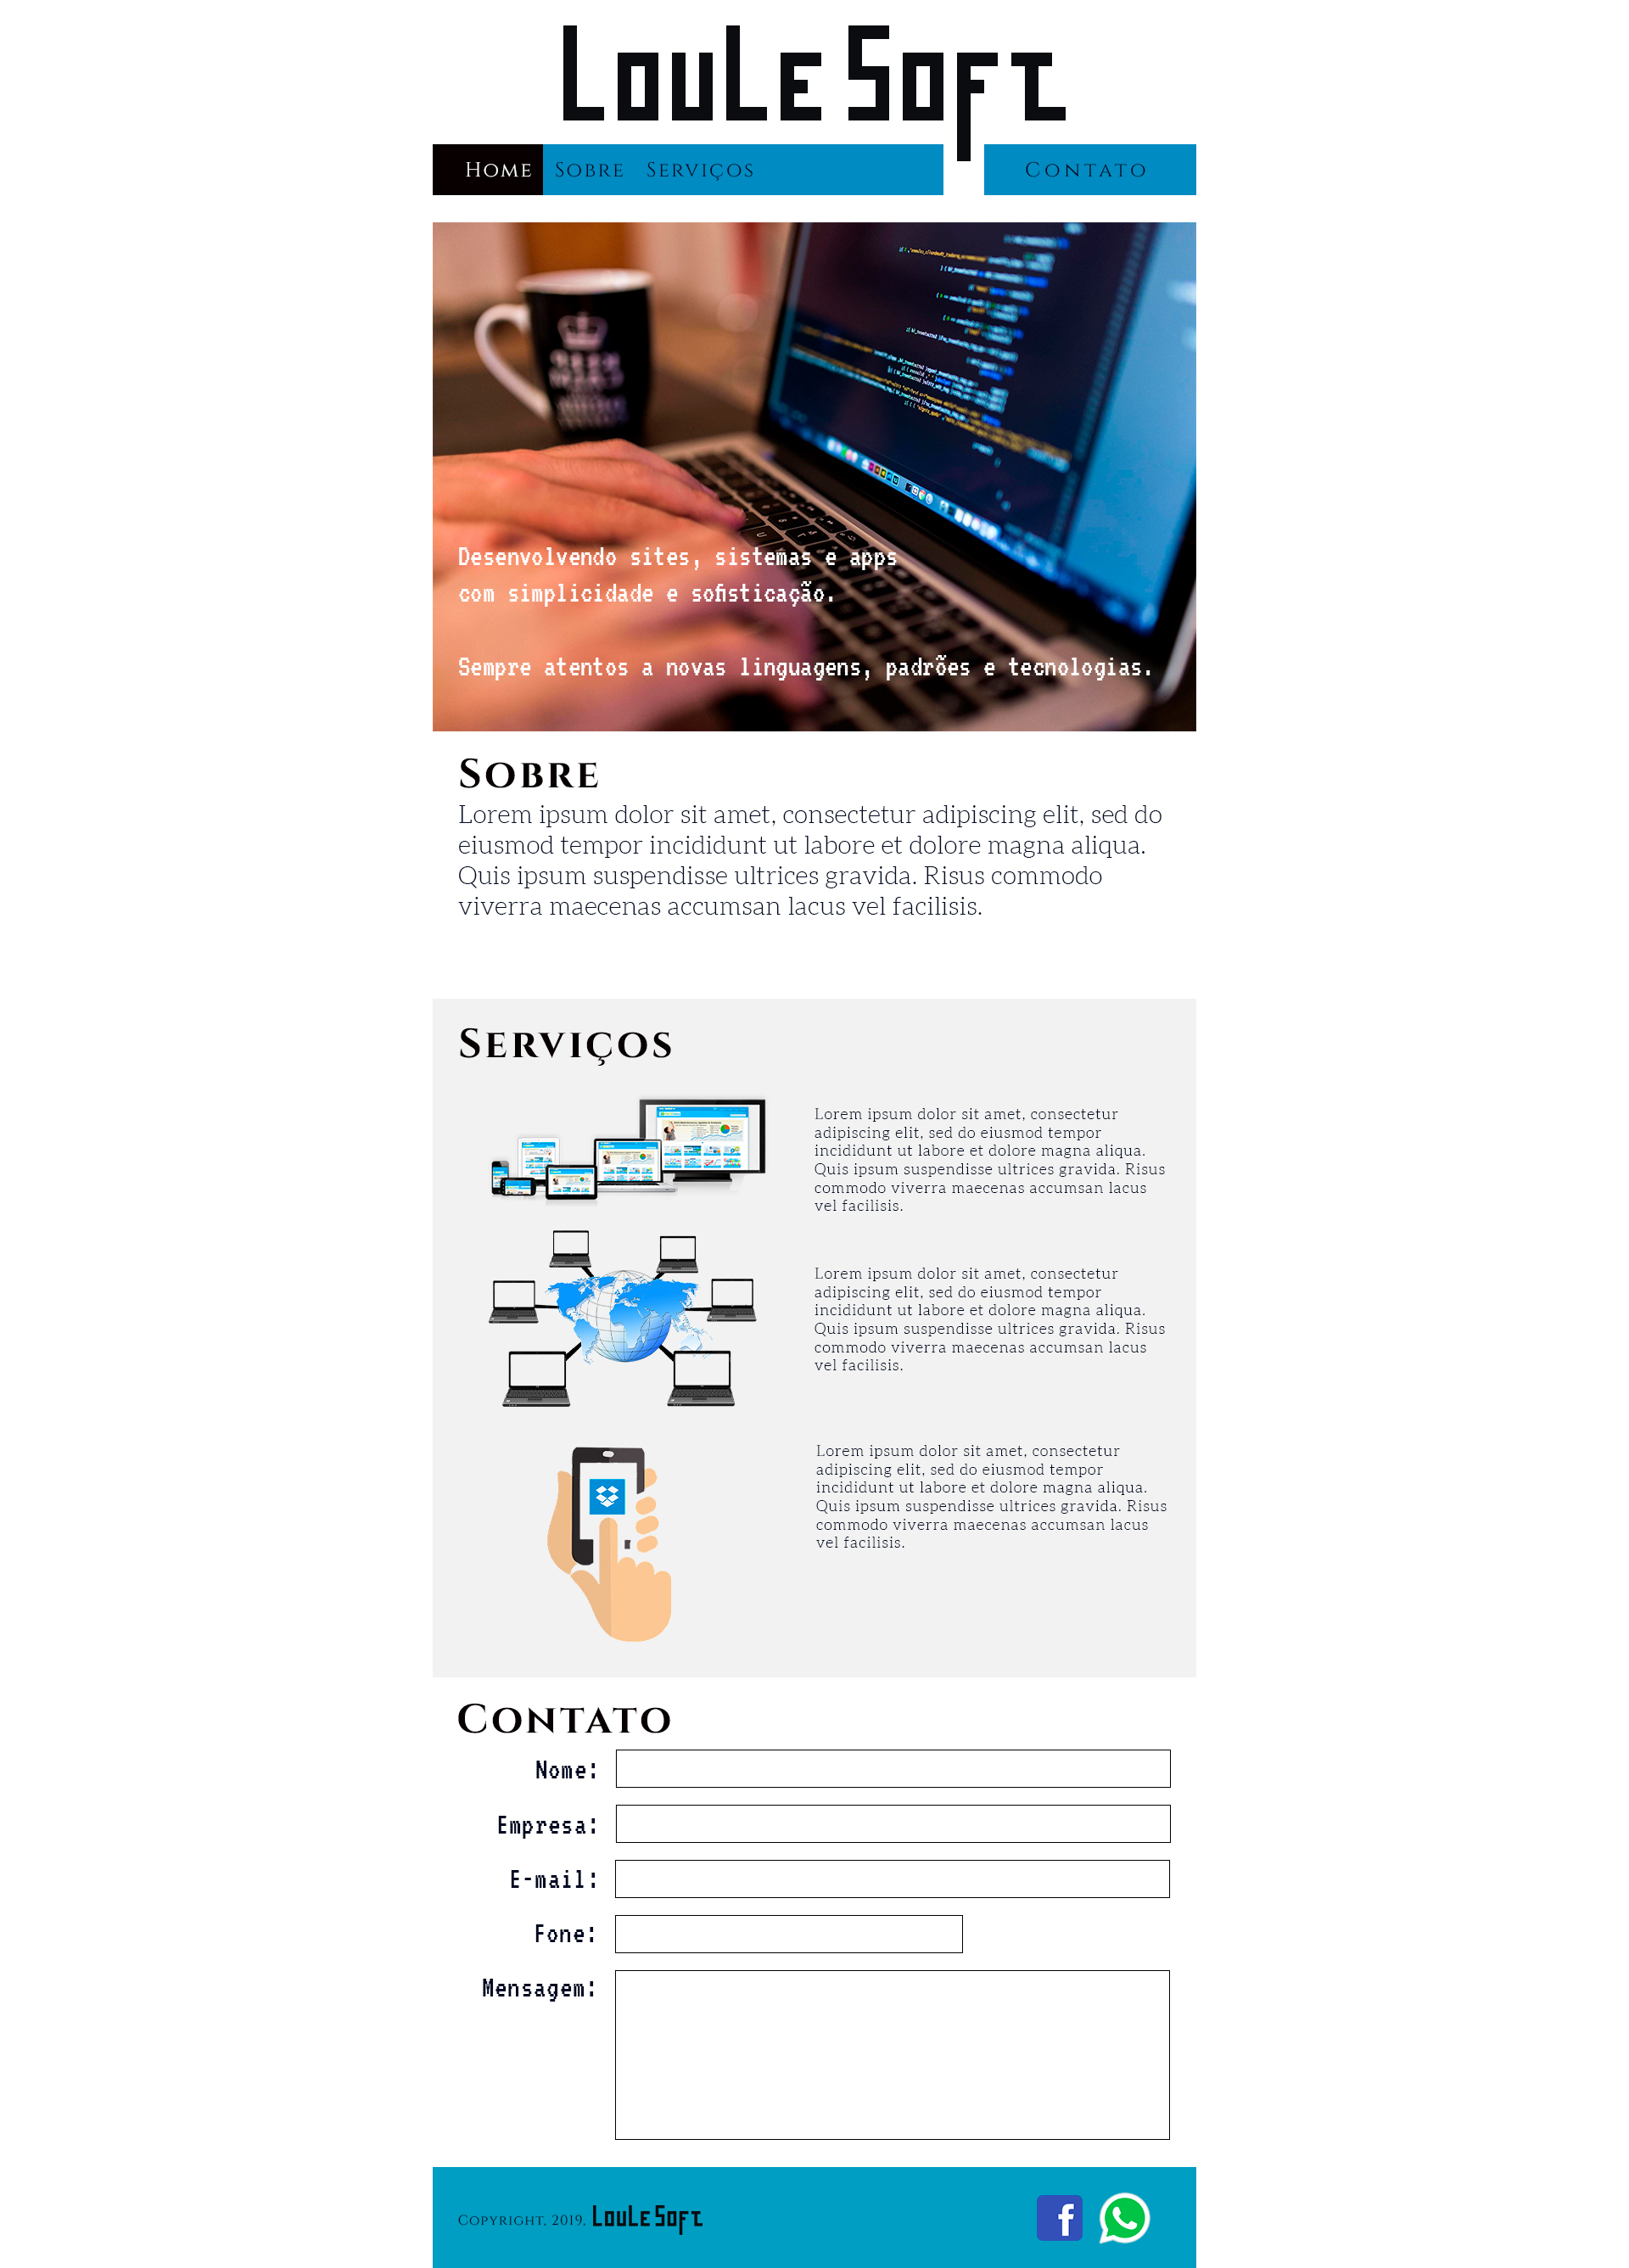 Loule Soft
Home Sobre Serviços Contato
Desenvolvendo sites, sistemas e apps
com simplicidade e sofisticação.
Sempre atentos a novas linguagens, padrões e tecnologias.
Sobre
Lorem ipsum dolor sit amet, consectetur adipiscing elit, sed do
eiusmod tempor incididunt ut labore et dolore magna aliqua.
Quis ipsum suspendisse ultrices gravida. Risus commodo
viverra maecenas accumsan lacus vel facilisis.
Serviços
Lorem ipsum dolor sit amet, consectetur
adipiscing elit, sed do eiusmod tempor
incididunt ut labore et dolore magna aliqua.
Quis ipsum suspendisse ultrices gravida. Risus
commodo viverra maecenas accumsan lacus
vel facilisis.
Lorem ipsum dolor sit amet, consectetur
adipiscing elit, sed do eiusmod tempor
incididunt ut labore et dolore magna aliqua.
Quis ipsum suspendisse ultrices gravida. Risus
commodo viverra maecenas accumsan lacus
vel facilisis.
Lorem ipsum dolor sit amet, consectetur
adipiscing elit, sed do eiusmod tempor
incididunt ut labore et dolore magna aliqua.
Quis ipsum suspendisse ultrices gravida. Risus
commodo viverra maecenas accumsan lacus
vel facilisis.
Contato
Nome:
Empresa:
E-mail:
Fone:
Mensagem:
Copyright. 2019. Loule Soft